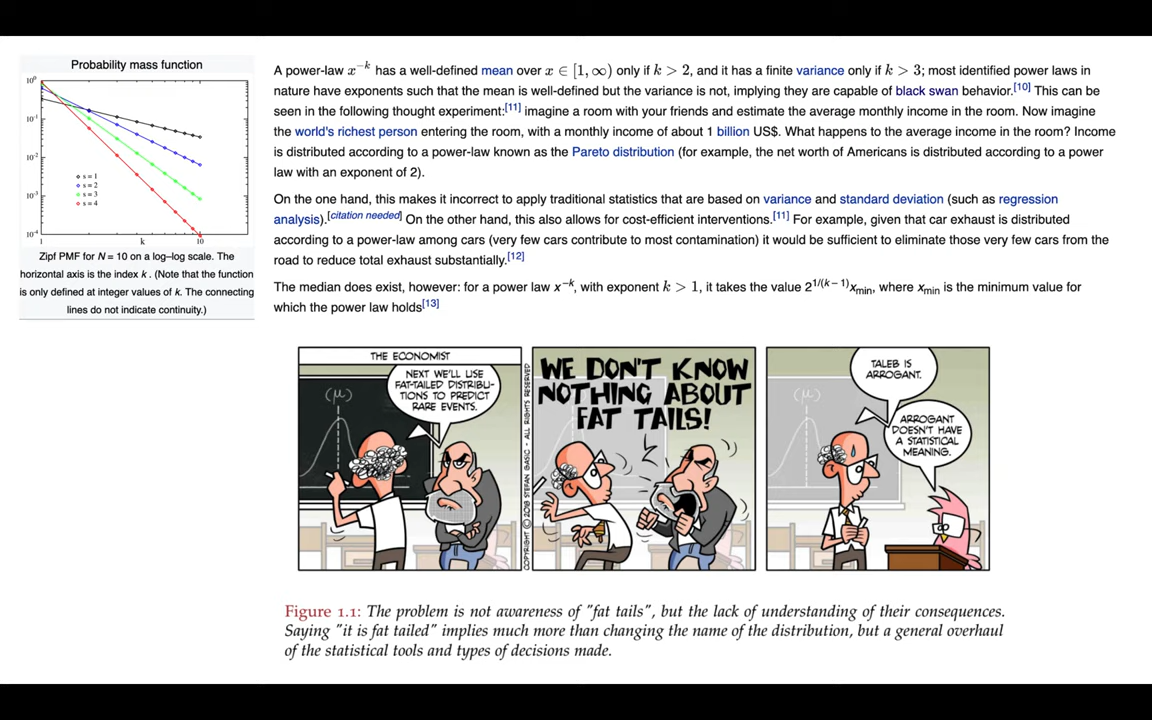 Probability mass function
10⁰
10⁻¹
10⁻²
10⁻³
10⁻⁴
s = 1
s = 2
s = 3
s = 4
1
k
10
Zipf PMF for N = 10 on a log–log scale. The
horizontal axis is the index k . (Note that the function
is only defined at integer values of k. The connecting
lines do not indicate continuity.)
A power-law x⁻ᵏ has a well-defined mean over x ∈ [1, ∞) only if k > 2, and it has a finite variance only if k > 3; most identified power laws in
nature have exponents such that the mean is well-defined but the variance is not, implying they are capable of black swan behavior.[10] This can be
seen in the following thought experiment:[11] imagine a room with your friends and estimate the average monthly income in the room. Now imagine
the world's richest person entering the room, with a monthly income of about 1 billion US$. What happens to the average income in the room? Income
is distributed according to a power-law known as the Pareto distribution (for example, the net worth of Americans is distributed according to a power
law with an exponent of 2).
On the one hand, this makes it incorrect to apply traditional statistics that are based on variance and standard deviation (such as regression
analysis).[citation needed] On the other hand, this also allows for cost-efficient interventions.[11] For example, given that car exhaust is distributed
according to a power-law among cars (very few cars contribute to most contamination) it would be sufficient to eliminate those very few cars from the
road to reduce total exhaust substantially.[12]
The median does exist, however: for a power law x⁻ᵏ, with exponent k > 1, it takes the value 2^1/(k − 1)x_min, where x_min is the minimum value for
which the power law holds[13]
THE ECONOMIST
(μ)
NEXT WE'LL USE
FAT-TAILED DISTRIBU-
TIONS TO PREDICT
RARE EVENTS.
COPYRIGHT © 2018 STEFAN GASIC - ALL RIGHTS RESERVED
WE DON'T KNOW
NOTHING ABOUT
FAT TAILS!
(μ)
TALEB IS
ARROGANT.
ARROGANT
DOESN'T HAVE
A STATISTICAL
MEANING.
Figure 1.1: The problem is not awareness of "fat tails", but the lack of understanding of their consequences.
Saying "it is fat tailed" implies much more than changing the name of the distribution, but a general overhaul
of the statistical tools and types of decisions made.